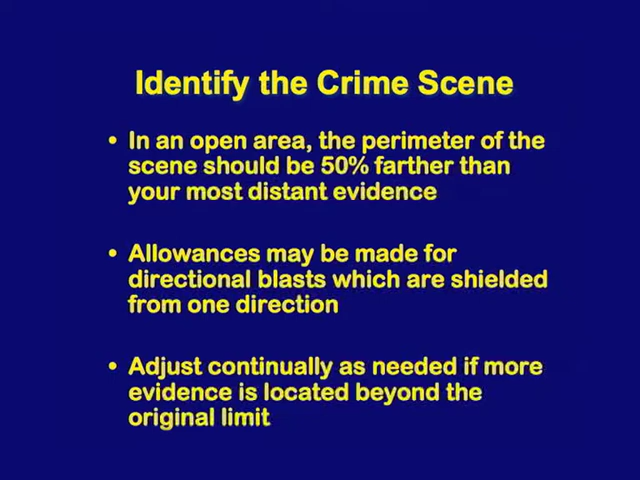 Identify the Crime Scene
• In an open area, the perimeter of the
scene should be 50% farther than
your most distant evidence
• Allowances may be made for
directional blasts which are shielded
from one direction
• Adjust continually as needed if more
evidence is located beyond the
original limit